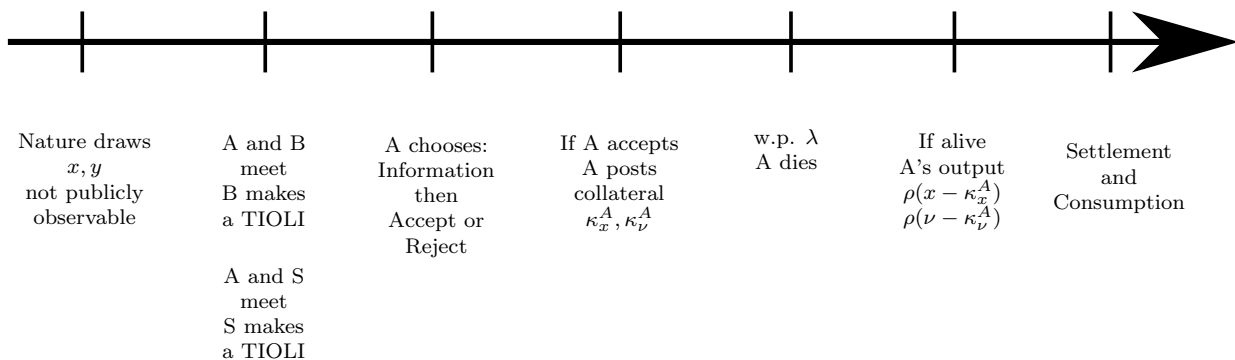 Nature draws
x, y
not publicly
observable
A and B
meet
B makes
a TIOLI
A and S
meet
S makes
a TIOLI
A chooses:
Information
then
Accept or
Reject
If A accepts
A posts
collateral
κ_x^A, κ_ν^A
w.p. λ
A dies
If alive
A's output
ρ(x − κ_x^A)
ρ(ν − κ_ν^A)
Settlement
and
Consumption